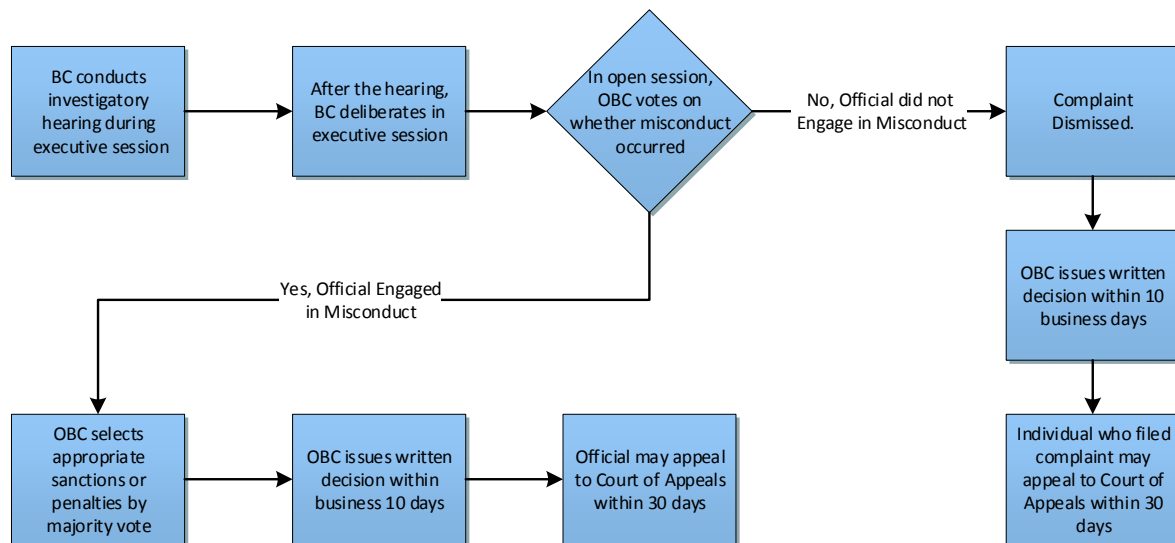 BC conducts
investigatory
hearing during
executive session
After the hearing,
BC deliberates in
executive session
In open session,
OBC votes on
whether misconduct
occurred
No, Official did not
Engage in Misconduct
Complaint
Dismissed.
OBC issues written
decision within 10
business days
Individual who filed
complaint may
appeal to Court of
Appeals within 30
days
Yes, Official Engaged
in Misconduct
OBC selects
appropriate
sanctions or
penalties by
majority vote
OBC issues written
decision within
business 10 days
Official may appeal
to Court of Appeals
within 30 days